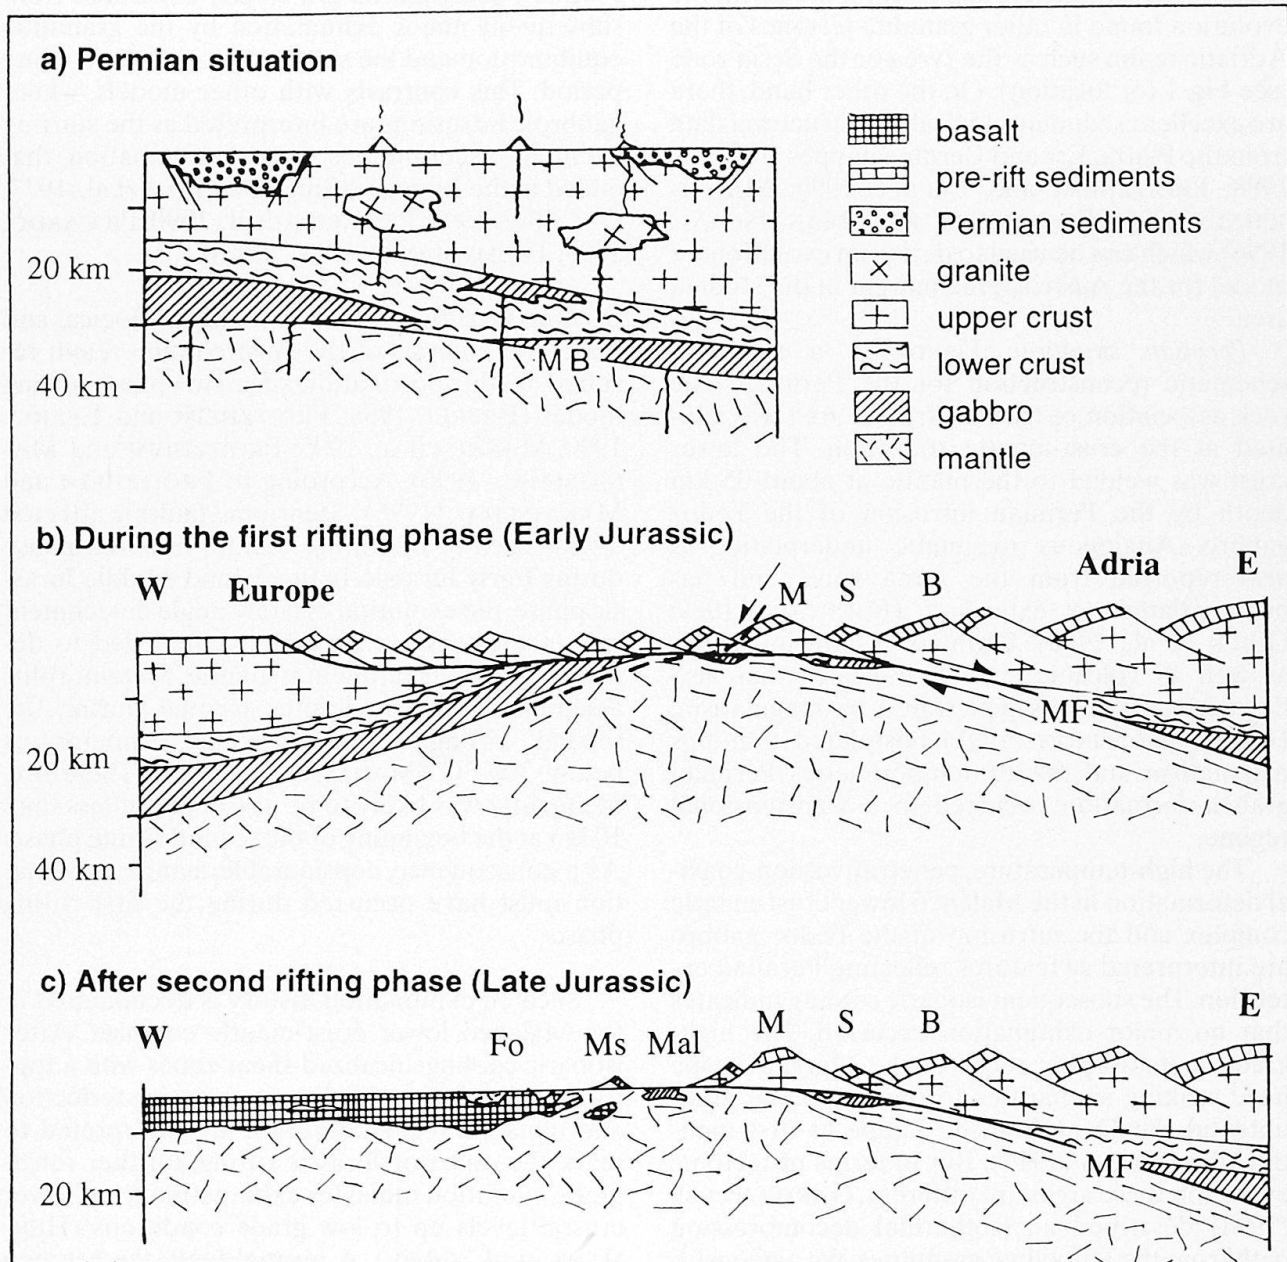 a) Permian situation
basalt
pre-rift sediments
Permian sediments
granite
upper crust
lower crust
gabbro
mantle
20 km
M B
40 km
b) During the first rifting phase (Early Jurassic)
W Europe M S B Adria E
MF
20 km
40 km
c) After second rifting phase (Late Jurassic)
W Fo Ms Mal M S B E
MF
20 km